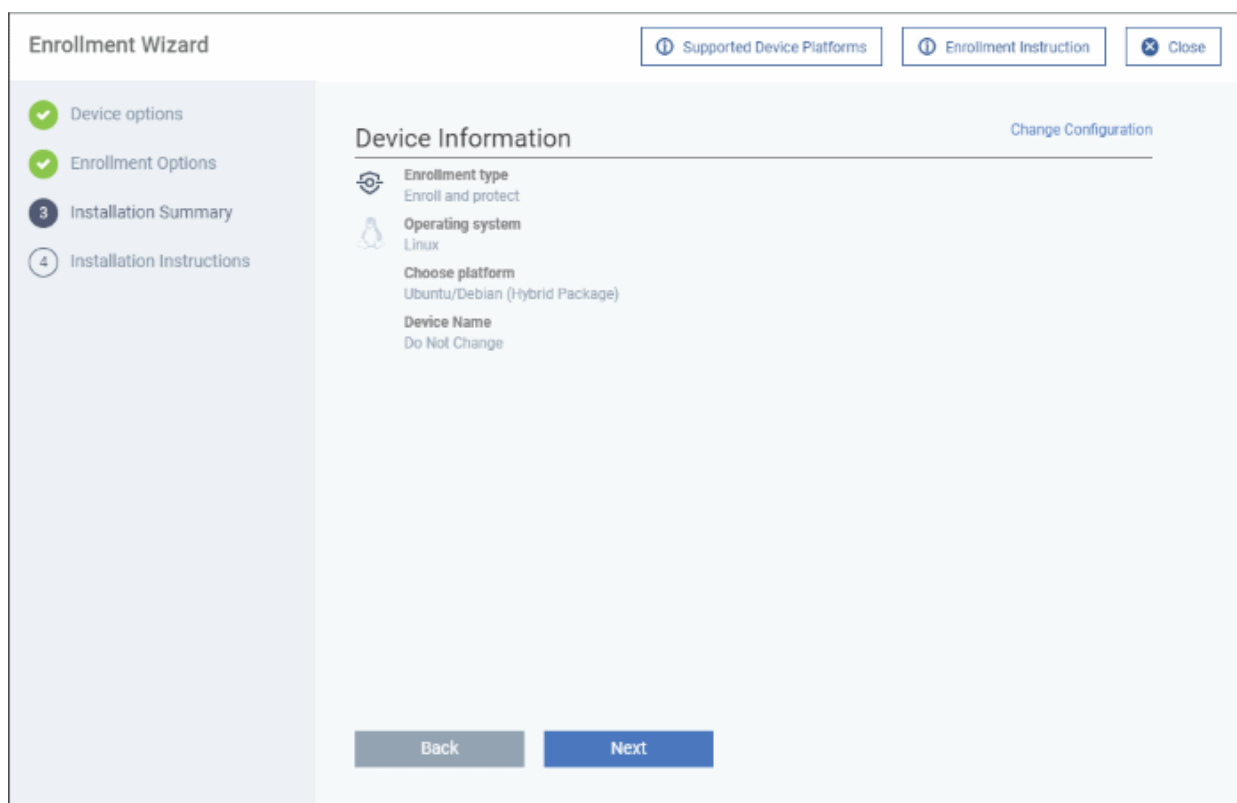 Enrollment Wizard
Supported Device Platforms
Enrollment Instruction
Close
Device options
Enrollment Options
3 Installation Summary
4 Installation Instructions
Device Information
Change Configuration
Enrollment type
Enroll and protect
Operating system
Linux
Choose platform
Ubuntu/Debian (Hybrid Package)
Device Name
Do Not Change
Back
Next